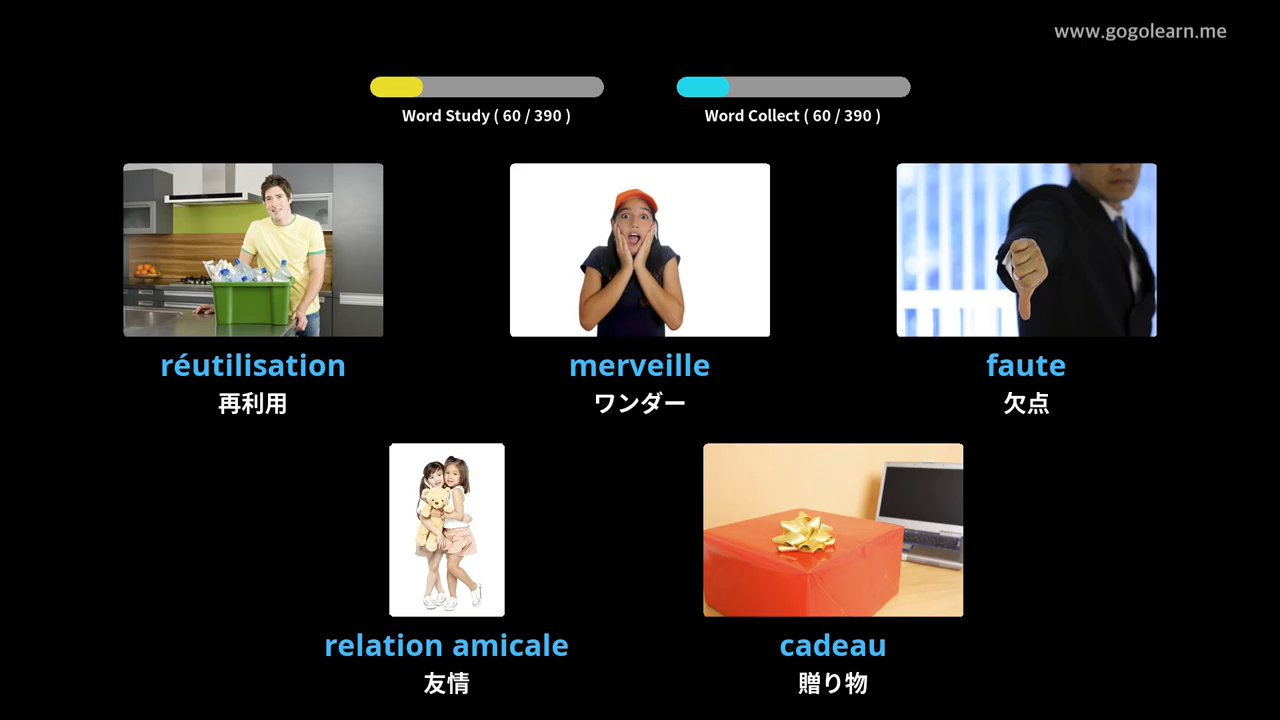 www.gogolearn.me
Word Study ( 60 / 390 )
Word Collect ( 60 / 390 )
réutilisation
再利用
merveille
ワンダー
faute
欠点
relation amicale
友情
cadeau
贈り物